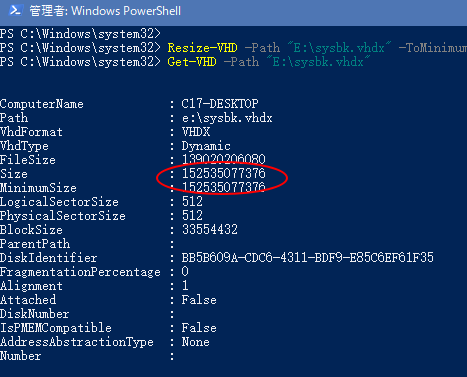 管理者: Windows PowerShell
PS C:\Windows\system32>
PS C:\Windows\system32> Resize-VHD -Path "E:\sysbk.vhdx" -ToMinimum
PS C:\Windows\system32> Get-VHD -Path "E:\sysbk.vhdx"
ComputerName : C17-DESKTOP
Path : e:\sysbk.vhdx
VhdFormat : VHDX
VhdType : Dynamic
FileSize : 139020206080
Size : 152535077376
MinimumSize : 152535077376
LogicalSectorSize : 512
PhysicalSectorSize : 512
BlockSize : 33554432
ParentPath :
DiskIdentifier : BB5B609A-CDC6-4311-BDF9-E85C6EF61F35
FragmentationPercentage : 0
Alignment : 1
Attached : False
DiskNumber :
IsPMEMCompatible : False
AddressAbstractionType : None
Number :